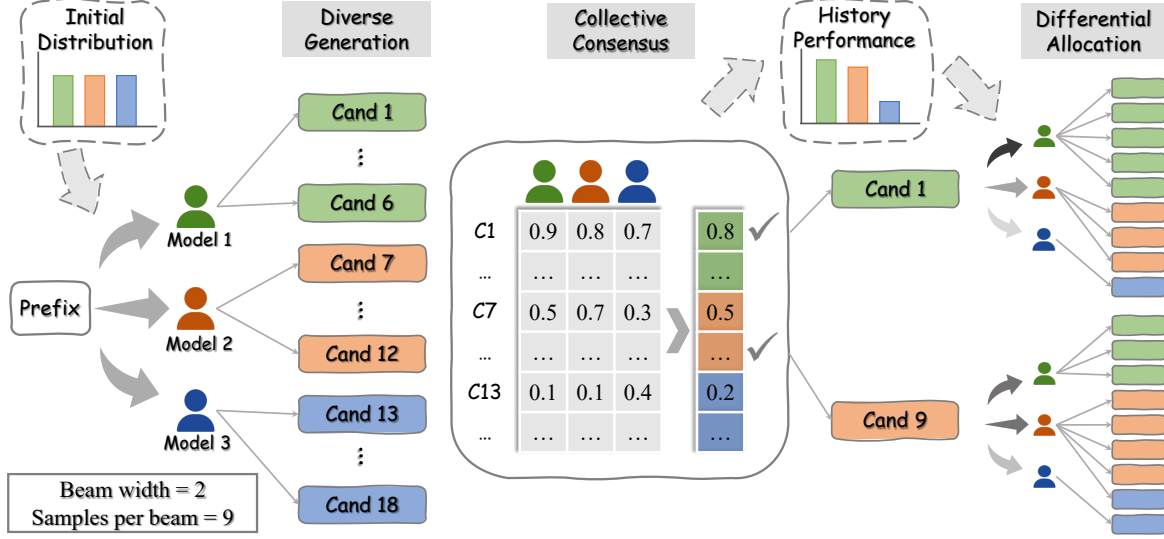 Initial
Distribution
Diverse
Generation
Collective
Consensus
History
Performance
Differential
Allocation
Prefix
Model 1
Model 2
Model 3
Cand 1
⋮
Cand 6
Cand 7
⋮
Cand 12
Cand 13
⋮
Cand 18
C1 0.9 0.8 0.7 0.8
... ... ... ... ...
C7 0.5 0.7 0.3 0.5
... ... ... ... ...
C13 0.1 0.1 0.4 0.2
... ... ... ... ...
Cand 1
Cand 9
Beam width = 2
Samples per beam = 9